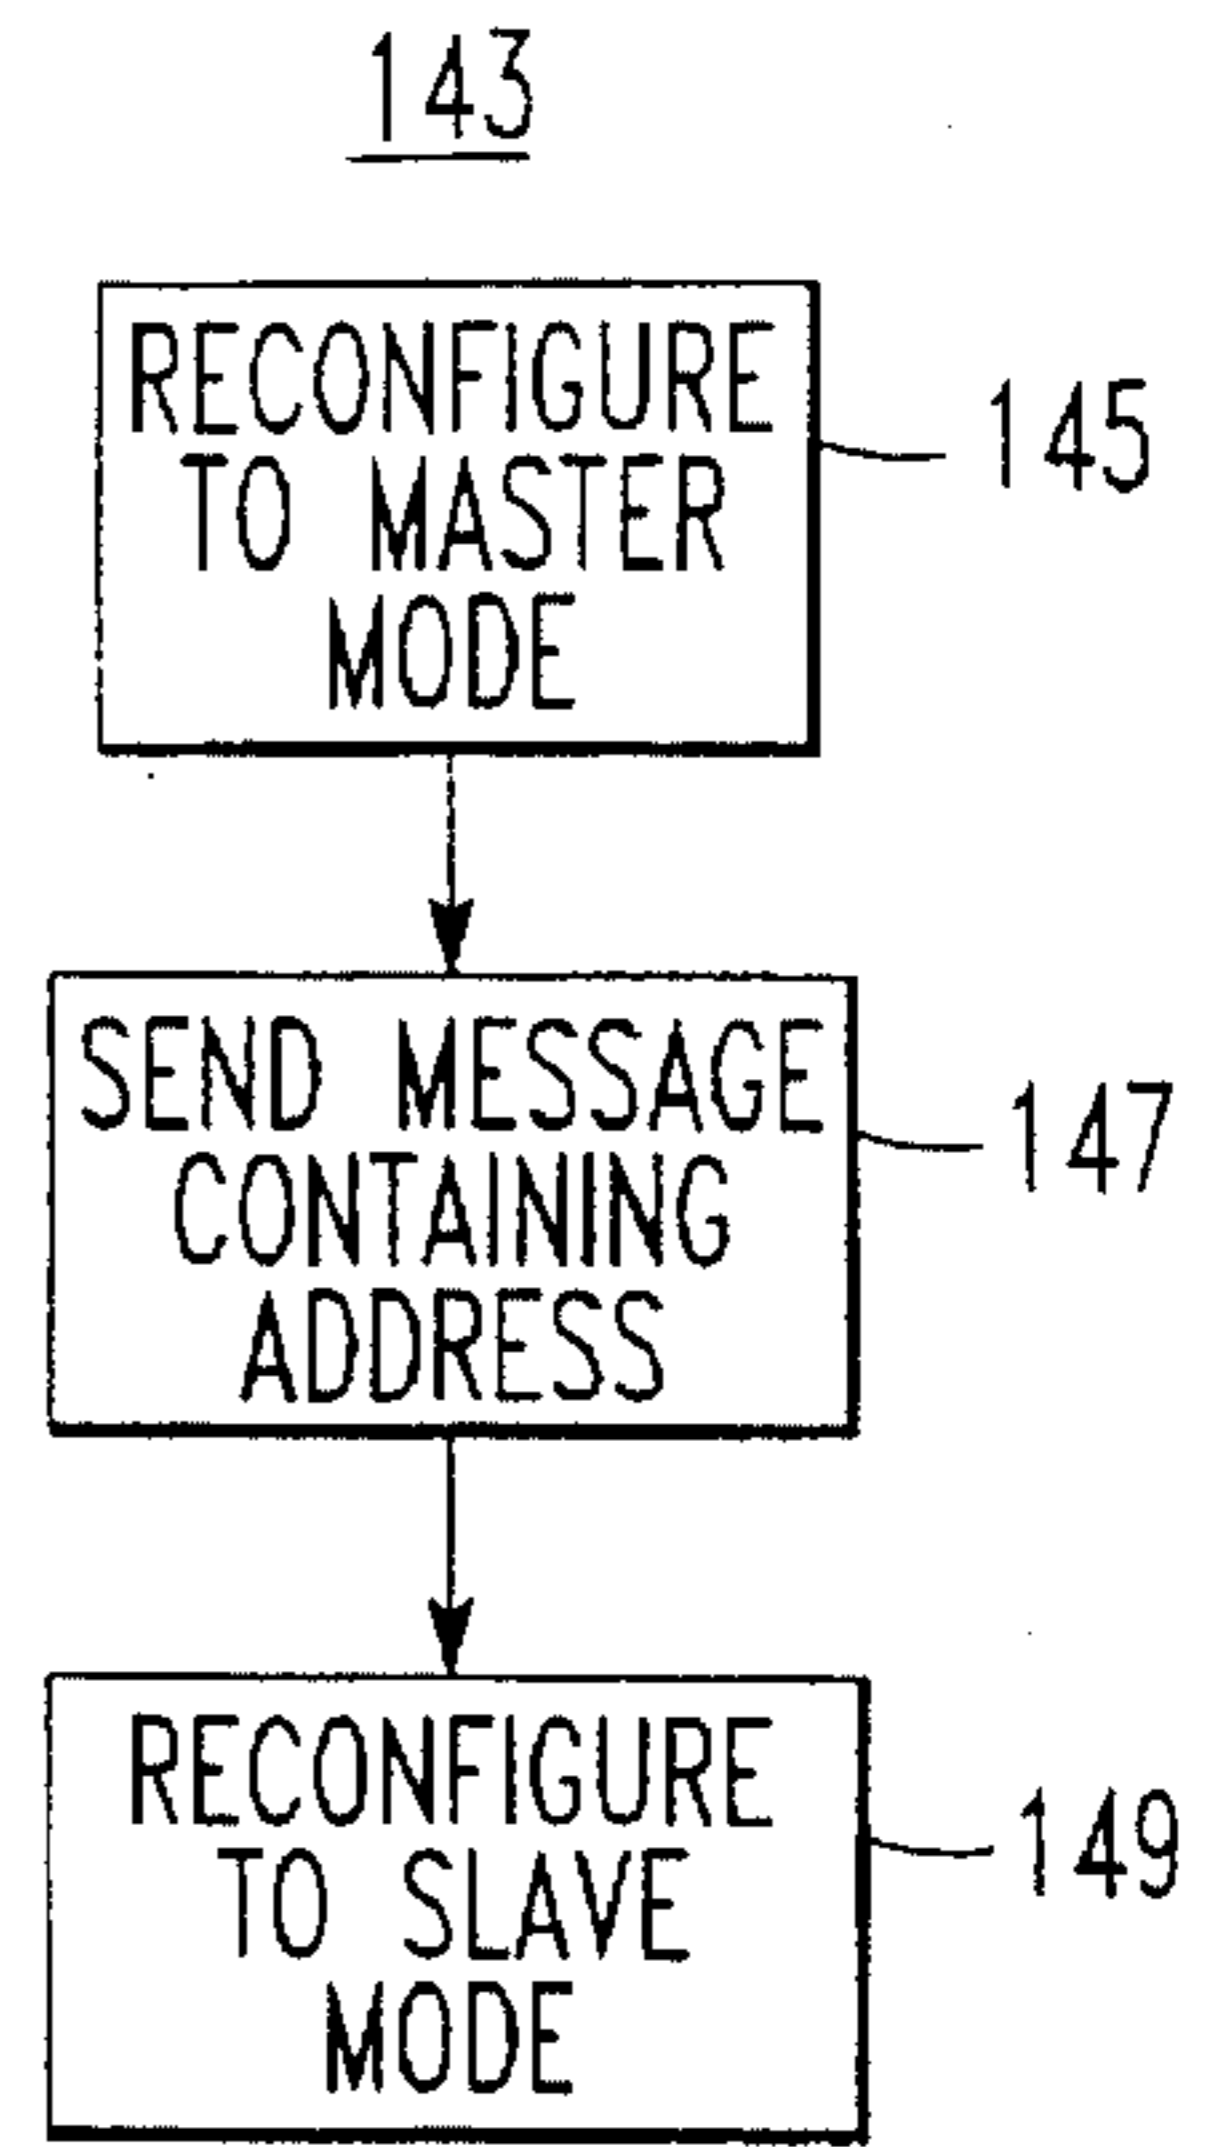 143
RECONFIGURE
TO MASTER
MODE
145
SEND MESSAGE
CONTAINING
ADDRESS
147
RECONFIGURE
TO SLAVE
MODE
149